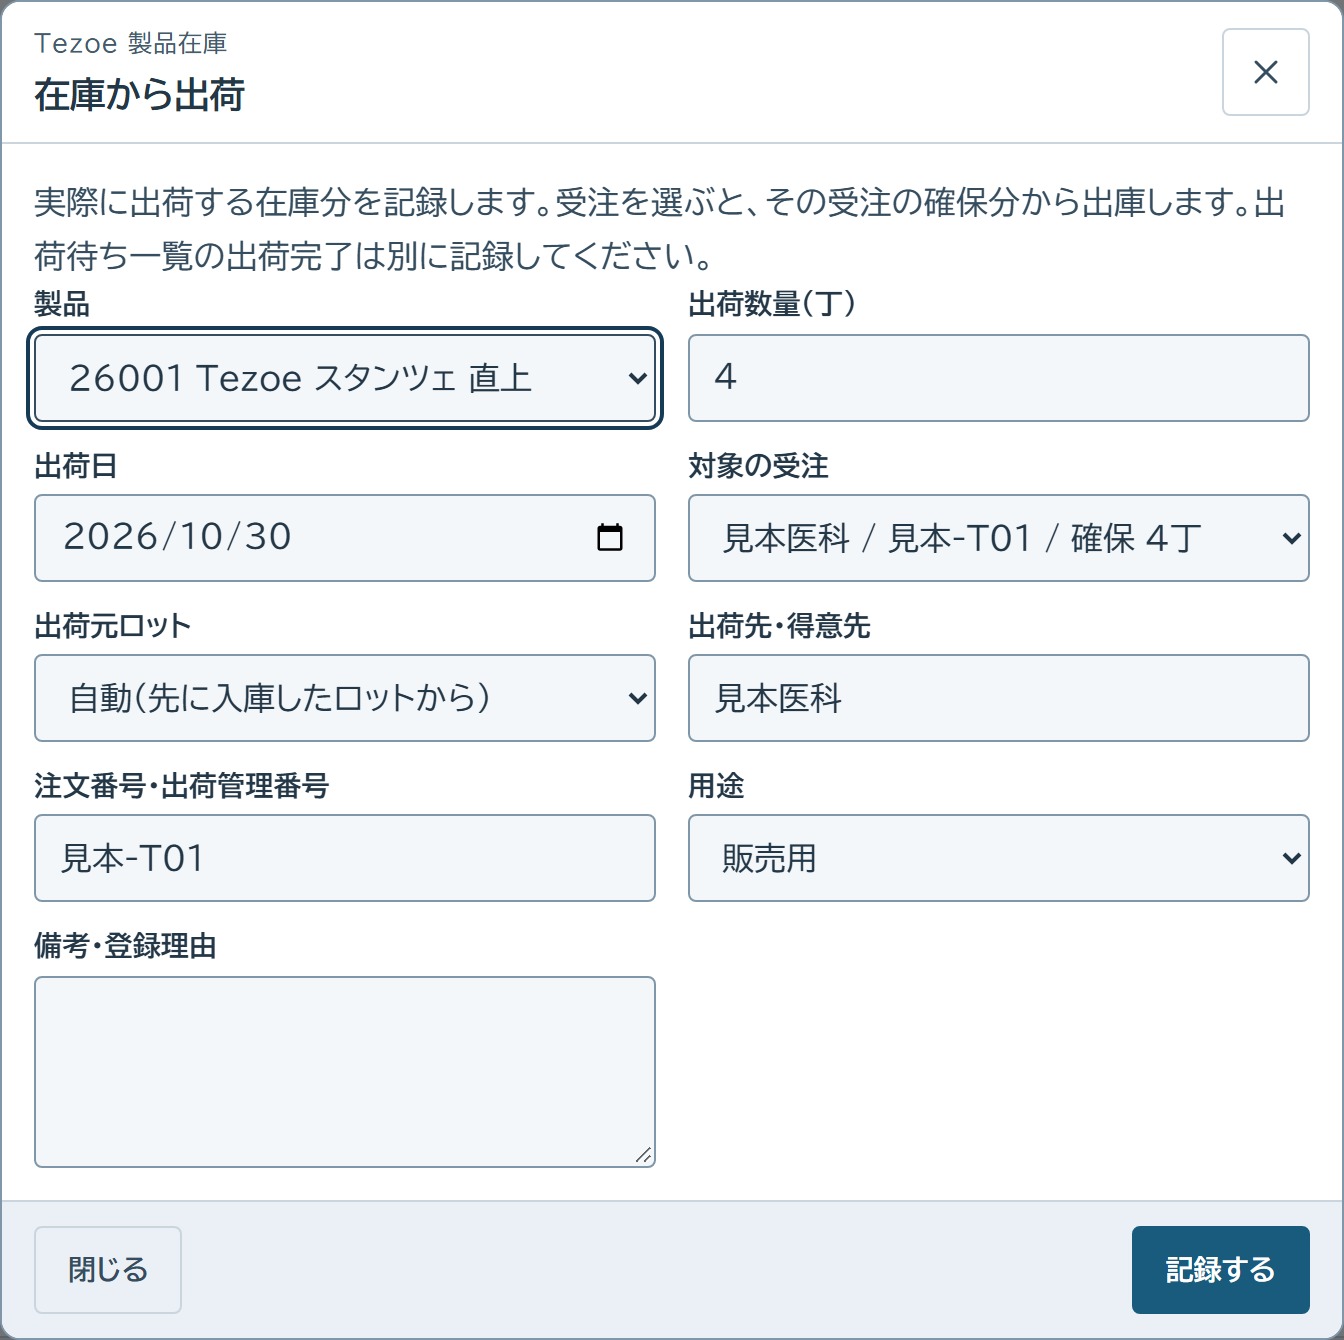 Tezoe 製品在庫
在庫から出荷
実際に出荷する在庫分を記録します。受注を選ぶと、その受注の確保分から出庫します。出
荷待ち一覧の出荷完了は別に記録してください。
製品
26001 Tezoe スタンツェ 直上
出荷数量(丁)
4
出荷日
2026/10/30
対象の受注
見本医科 / 見本-T01 / 確保 4丁
出荷元ロット
自動(先に入庫したロットから)
出荷先・得意先
見本医科
注文番号・出荷管理番号
見本-T01
用途
販売用
備考・登録理由
閉じる
記録する